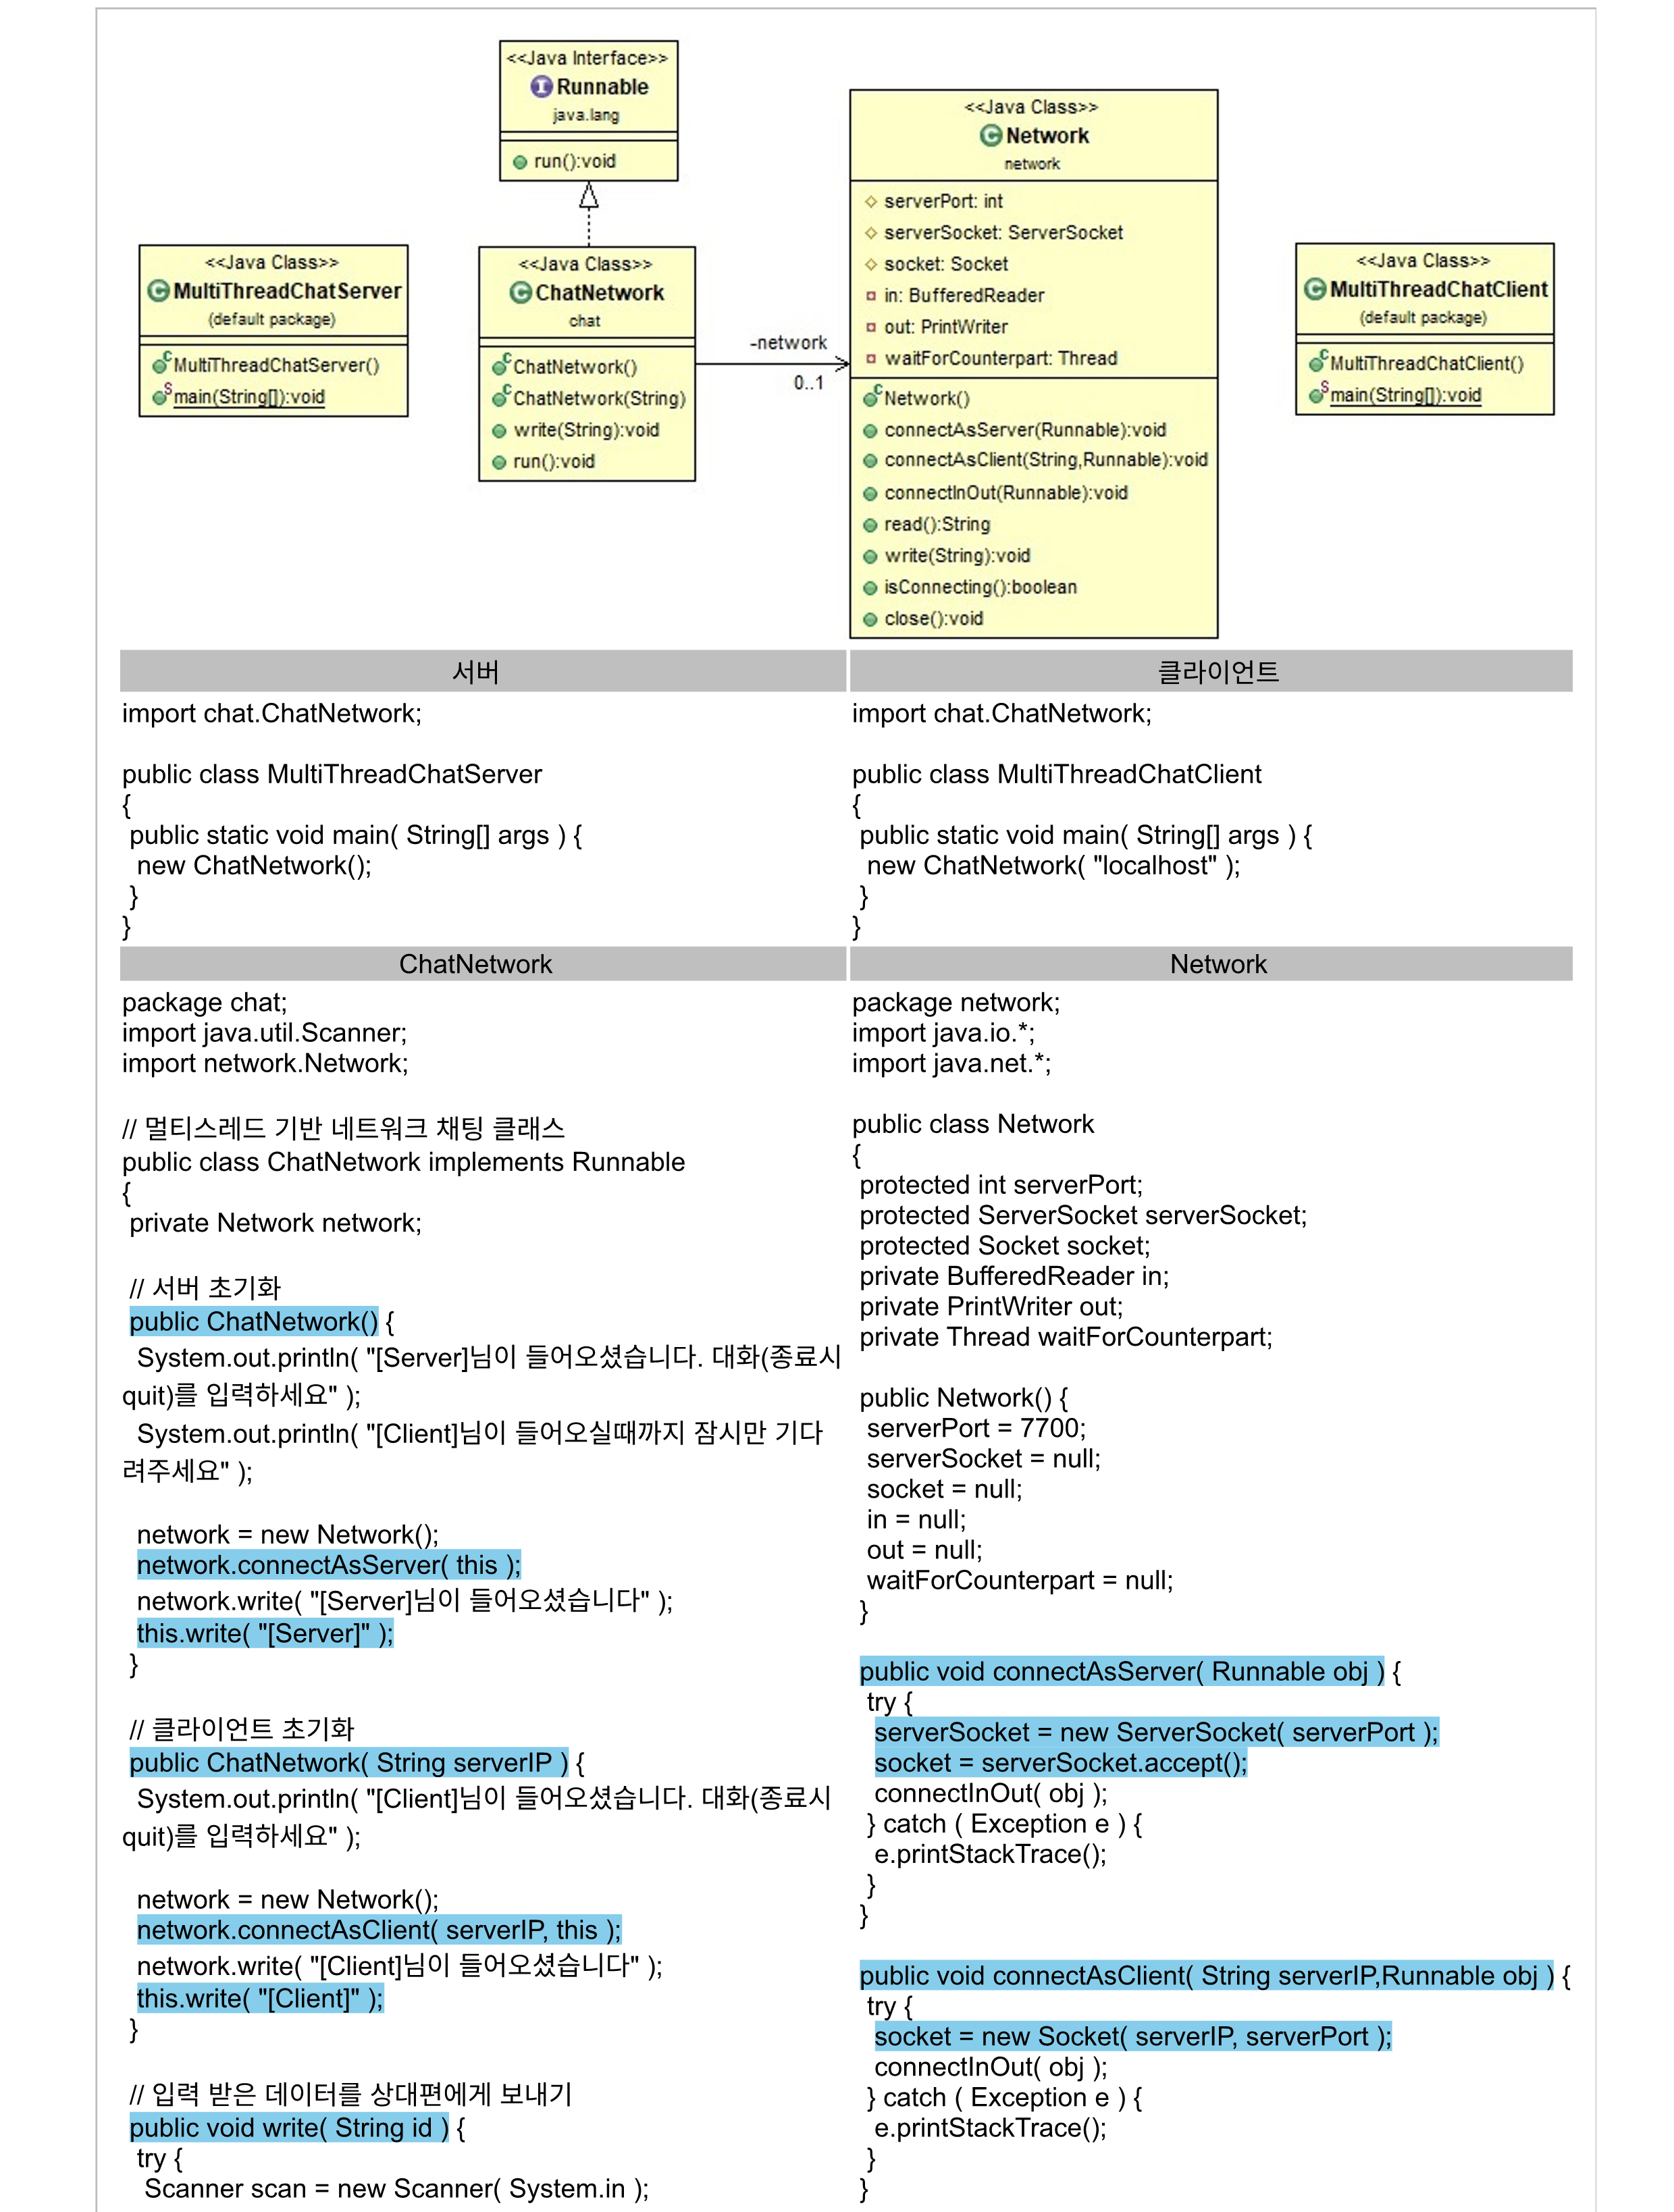 <<Java Interface>>
Runnable
java.lang
run():void
<<Java Class>>
MultiThreadChatServer
(default package)
MultiThreadChatServer()
main(String[]):void
<<Java Class>>
ChatNetwork
chat
ChatNetwork()
ChatNetwork(String)
write(String):void
run():void
-network
0..1
<<Java Class>>
Network
network
serverPort: int
serverSocket: ServerSocket
socket: Socket
in: BufferedReader
out: PrintWriter
waitForCounterpart: Thread
Network()
connectAsServer(Runnable):void
connectAsClient(String,Runnable):void
connectInOut(Runnable):void
read():String
write(String):void
isConnecting():boolean
close():void
<<Java Class>>
MultiThreadChatClient
(default package)
MultiThreadChatClient()
main(String[]):void
서버
import chat.ChatNetwork;
public class MultiThreadChatServer
{
public static void main( String[] args ) {
new ChatNetwork();
}
}
클라이언트
import chat.ChatNetwork;
public class MultiThreadChatClient
{
public static void main( String[] args ) {
new ChatNetwork( "localhost" );
}
}
ChatNetwork
package chat;
import java.util.Scanner;
import network.Network;
// 멀티스레드 기반 네트워크 채팅 클래스
public class ChatNetwork implements Runnable
{
private Network network;
// 서버 초기화
public ChatNetwork() {
System.out.println( "[Server]님이 들어오셨습니다. 대화(종료시
quit)를 입력하세요" );
System.out.println( "[Client]님이 들어오실때까지 잠시만 기다
려주세요" );
network = new Network();
network.connectAsServer( this );
network.write( "[Server]님이 들어오셨습니다" );
this.write( "[Server]" );
}
// 클라이언트 초기화
public ChatNetwork( String serverIP ) {
System.out.println( "[Client]님이 들어오셨습니다. 대화(종료시
quit)를 입력하세요" );
network = new Network();
network.connectAsClient( serverIP, this );
network.write( "[Client]님이 들어오셨습니다" );
this.write( "[Client]" );
}
// 입력 받은 데이터를 상대편에게 보내기
public void write( String id ) {
try {
Scanner scan = new Scanner( System.in );
Network
package network;
import java.io.*;
import java.net.*;
public class Network
{
protected int serverPort;
protected ServerSocket serverSocket;
protected Socket socket;
private BufferedReader in;
private PrintWriter out;
private Thread waitForCounterpart;
public Network() {
serverPort = 7700;
serverSocket = null;
socket = null;
in = null;
out = null;
waitForCounterpart = null;
}
public void connectAsServer( Runnable obj ) {
try {
serverSocket = new ServerSocket( serverPort );
socket = serverSocket.accept();
connectInOut( obj );
} catch ( Exception e ) {
e.printStackTrace();
}
}
public void connectAsClient( String serverIP,Runnable obj ) {
try {
socket = new Socket( serverIP, serverPort );
connectInOut( obj );
} catch ( Exception e ) {
e.printStackTrace();
}
}